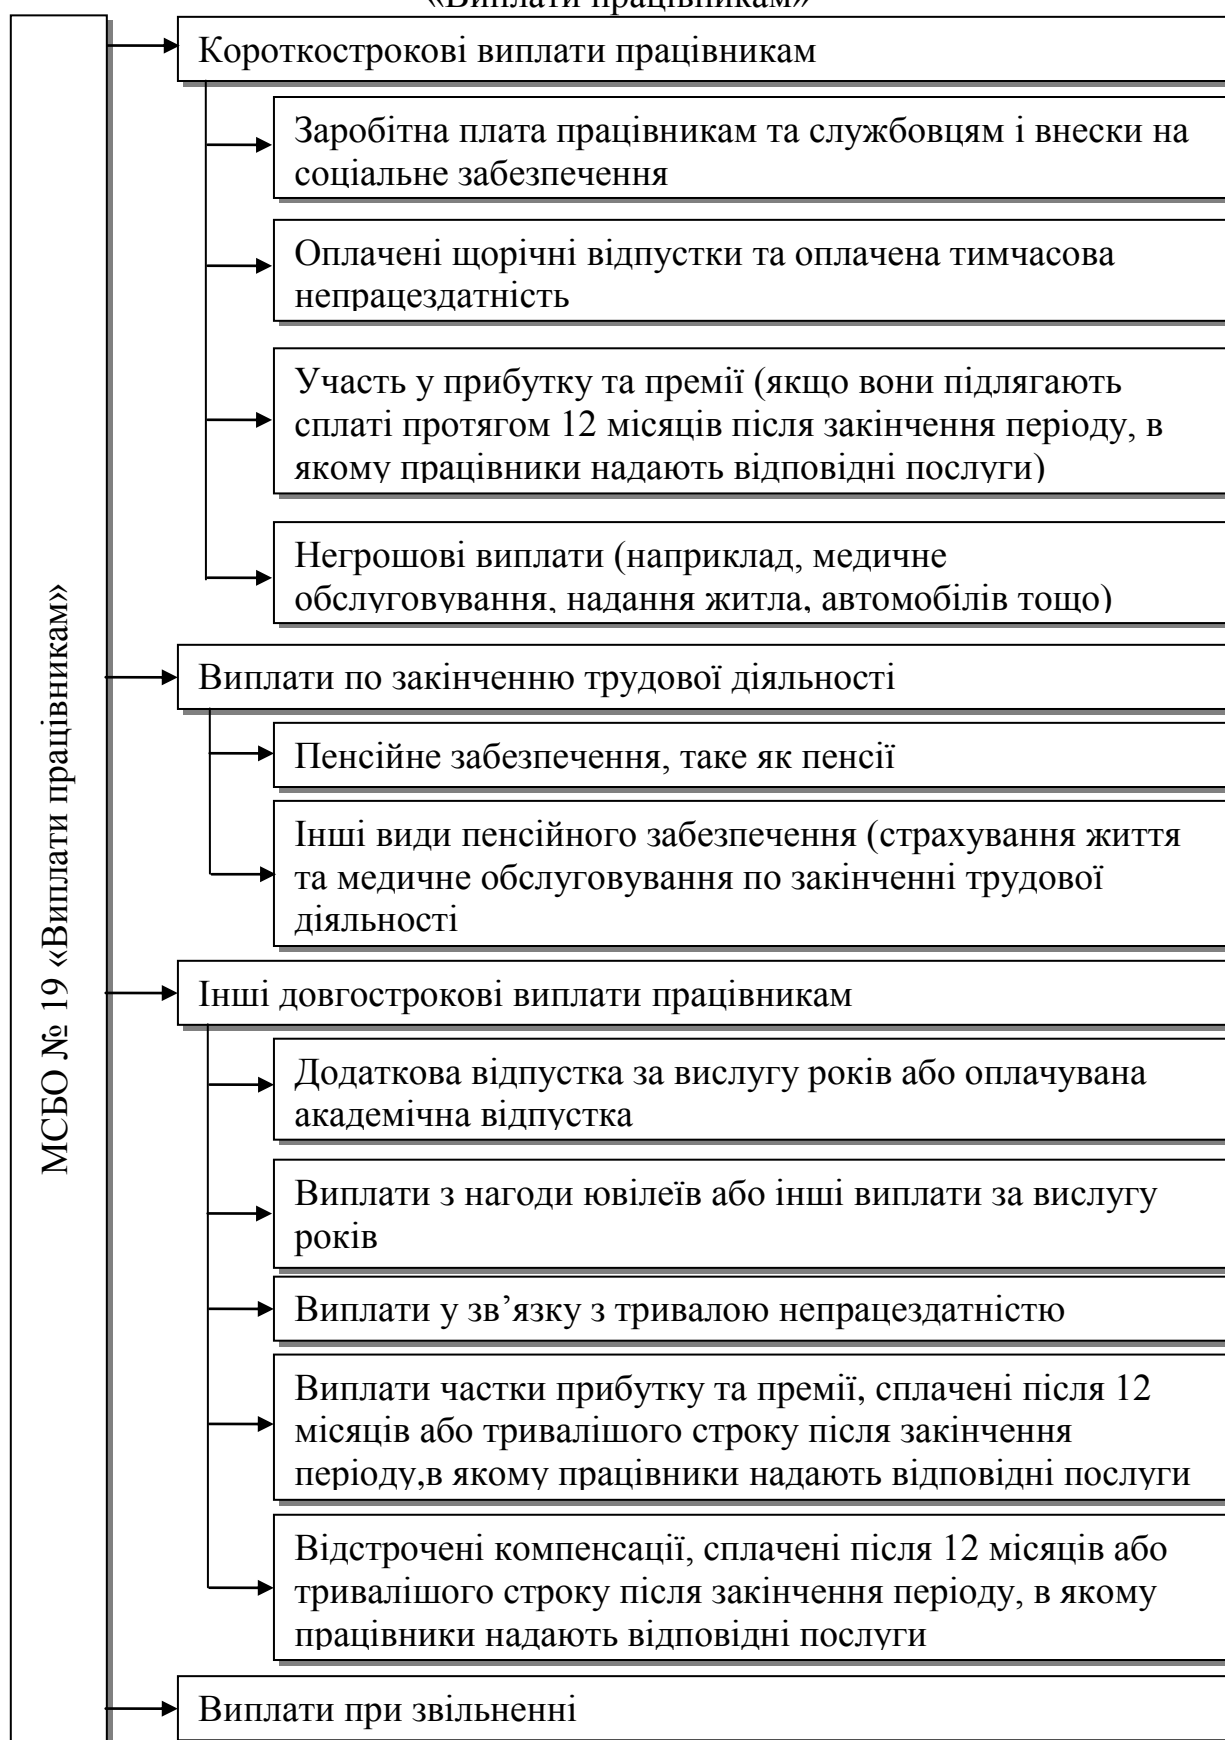 «Виплати працівникам»
МСБО № 19 «Виплати працівникам»
Короткострокові виплати працівникам
Заробітна плата працівникам та службовцям і внески на
соціальне забезпечення
Оплачені щорічні відпустки та оплачена тимчасова
непрацездатність
Участь у прибутку та премії (якщо вони підлягають
сплаті протягом 12 місяців після закінчення періоду, в
якому працівники надають відповідні послуги)
Негрошові виплати (наприклад, медичне
обслуговування, надання житла, автомобілів тощо)
Виплати по закінченню трудової діяльності
Пенсійне забезпечення, таке як пенсії
Інші види пенсійного забезпечення (страхування життя
та медичне обслуговування по закінченні трудової
діяльності
Інші довгострокові виплати працівникам
Додаткова відпустка за вислугу років або оплачувана
академічна відпустка
Виплати з нагоди ювілеїв або інші виплати за вислугу
років
Виплати у зв’язку з тривалою непрацездатністю
Виплати частки прибутку та премії, сплачені після 12
місяців або тривалішого строку після закінчення
періоду,в якому працівники надають відповідні послуги
Відстрочені компенсації, сплачені після 12 місяців або
тривалішого строку після закінчення періоду, в якому
працівники надають відповідні послуги
Виплати при звільненні